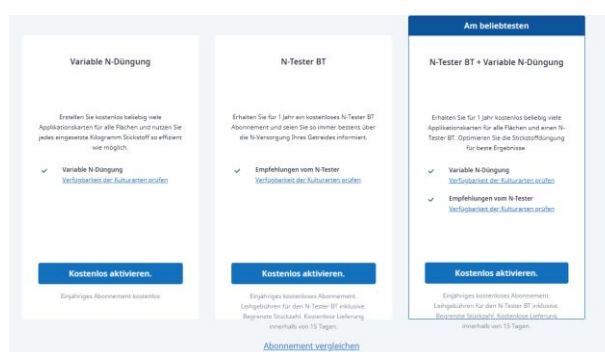 Am beliebtesten
Variable N-Düngung
Erstellen Sie kostenlos beliebig viele
Applikationskarten für alle Flächen und nutzen Sie
jedes eingesetzte Kilogramm Stickstoff so effizient
wie möglich.
Variable N-Düngung
Verfügbarkeit der Kulturarten prüfen
Kostenlos aktivieren.
Einjähriges Abonnement kostenlos
N-Tester BT
Erhalten Sie für 1 Jahr ein kostenloses N-Tester BT
Abonnement und seien Sie so immer bestens über
die N-Versorgung Ihres Getreides informiert.
Empfehlungen vom N-Tester
Verfügbarkeit der Kulturarten prüfen
Kostenlos aktivieren.
Einjähriges kostenloses Abonnement.
Leihgebühren für den N-Tester BT inklusive.
Begrenzte Stückzahl. Kostenlose Lieferung
innerhalb von 15 Tagen.
N-Tester BT + Variable N-Düngung
Erhalten Sie für 1 Jahr kostenlos beliebig viele
Applikationskarten für alle Flächen und einen N-
Tester BT. Optimieren Sie die Stickstoffdüngung
für beste Ergebnisse
Variable N-Düngung
Verfügbarkeit der Kulturarten prüfen
Empfehlungen vom N-Tester
Verfügbarkeit der Kulturarten prüfen
Kostenlos aktivieren.
Einjähriges kostenloses Abonnement.
Leihgebühren für den N-Tester BT inklusive.
Begrenzte Stückzahl. Kostenlose Lieferung
innerhalb von 15 Tagen.
Abonnement vergleichen